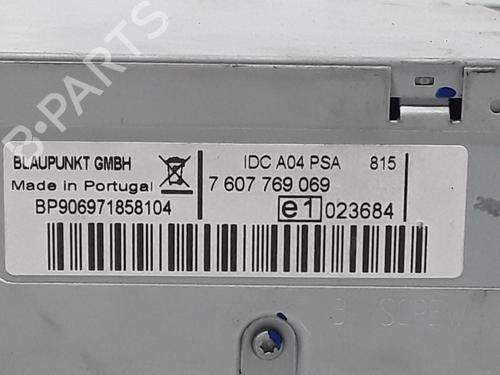 B-PARTS
BLAUPUNKT GMBH
IDC A04 PSA 815
Made in Portugal
7 607 769 069
BP906971858104
e1 023684